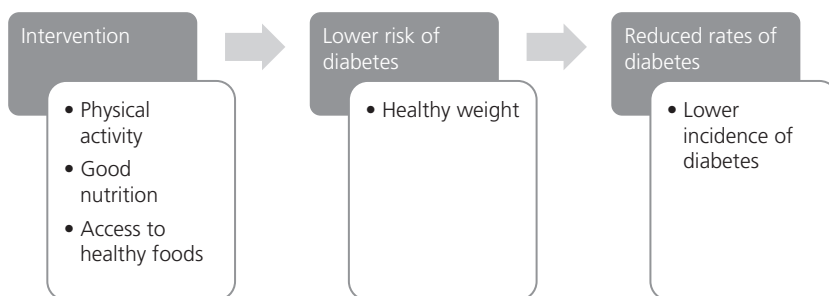 Intervention
• Physical
activity
• Good
nutrition
• Access to
healthy foods
Lower risk of
diabetes
• Healthy weight
Reduced rates of
diabetes
• Lower
incidence of
diabetes